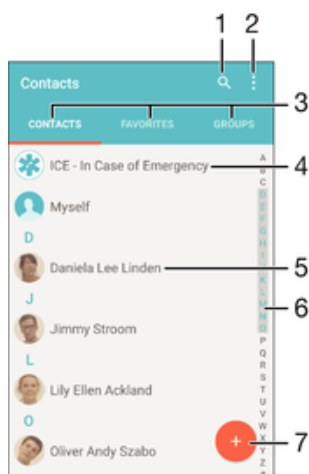 1 2
Contacts
3
CONTACTS FAVORITES GROUPS
ICE - In Case of Emergency 4
Myself
D
Daniela Lee Linden 5
J
Jimmy Stroom
6
L
Lily Ellen Ackland
O
Oliver Andy Szabo
+ 7
A
B
C
D
E
F
G
H
I
J
K
L
M
N
O
P
Q
R
S
T
U
V
W
X
Y
Z